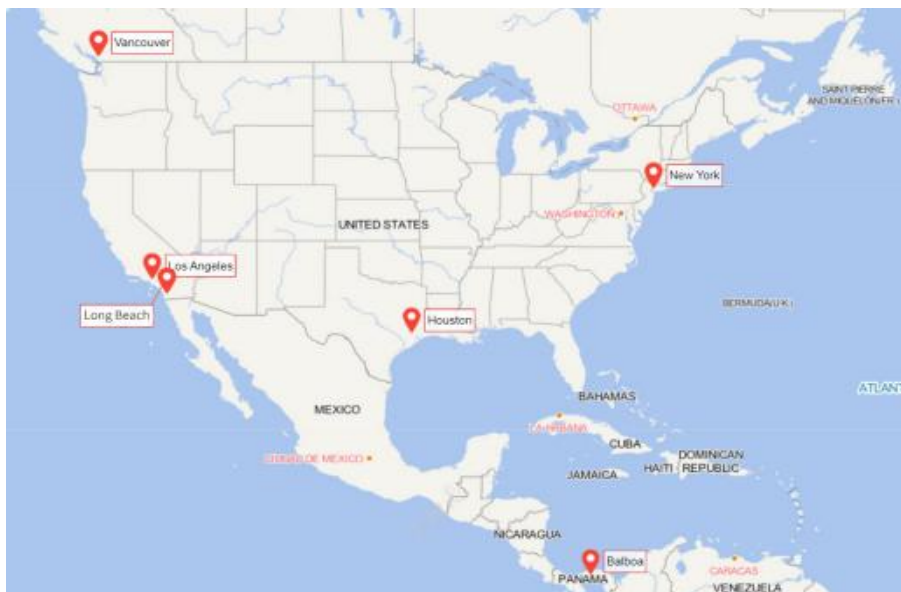 Vancouver
SAINT PIERRE
AND MIQUELON(FR.)
OTTAWA
New York
WASHINGTON
UNITED STATES
Los Angeles
Long Beach
Houston
BERMUDA(U.K.)
ATLANT
BAHAMAS
MEXICO
LA HABANA
CUBA
CIUDAD DE MEXICO
DOMINICAN
HAITI REPUBLIC
JAMAICA
NICARAGUA
Balboa
PANAMA
CARACAS
VENEZUELA